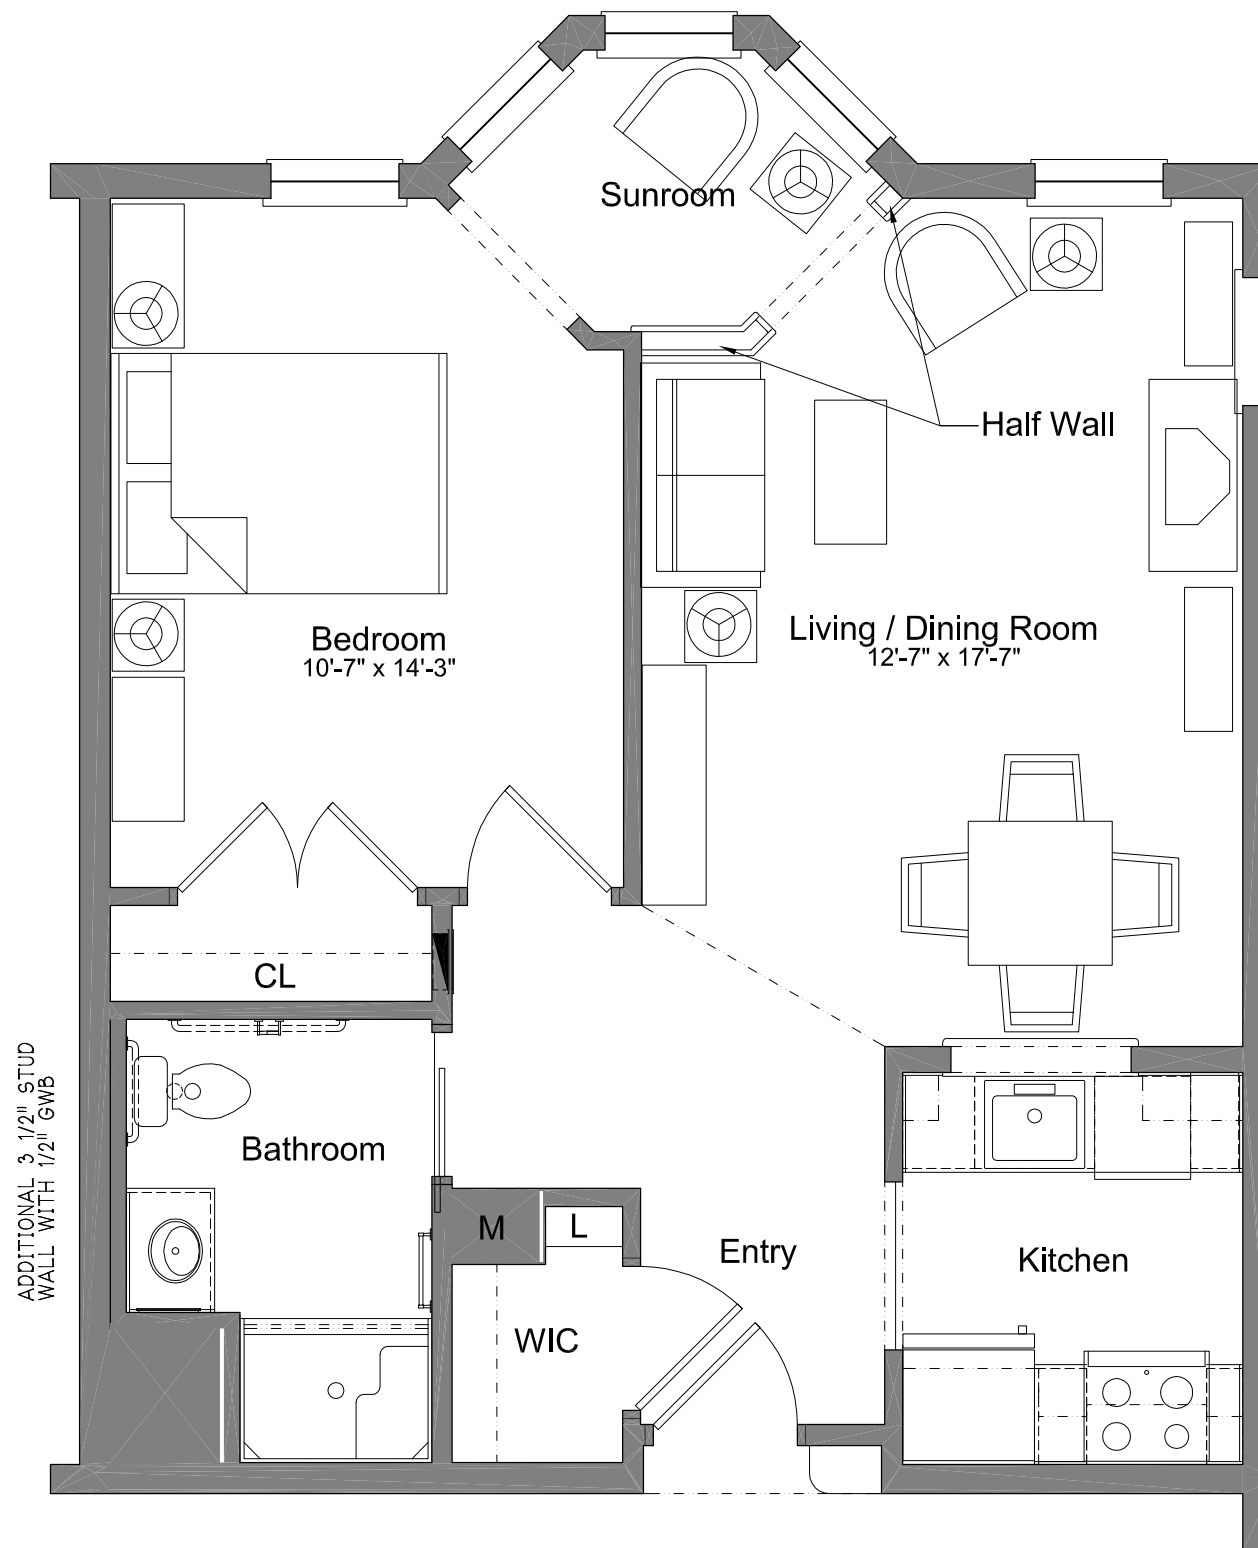 Sunroom
Half Wall
Bedroom
10'-7" x 14'-3"
Living / Dining Room
12'-7" x 17'-7"
CL
ADDITIONAL 3 1/2" STUD
WALL WITH 1/2" GWB
Bathroom
M
L
Entry
Kitchen
WIC